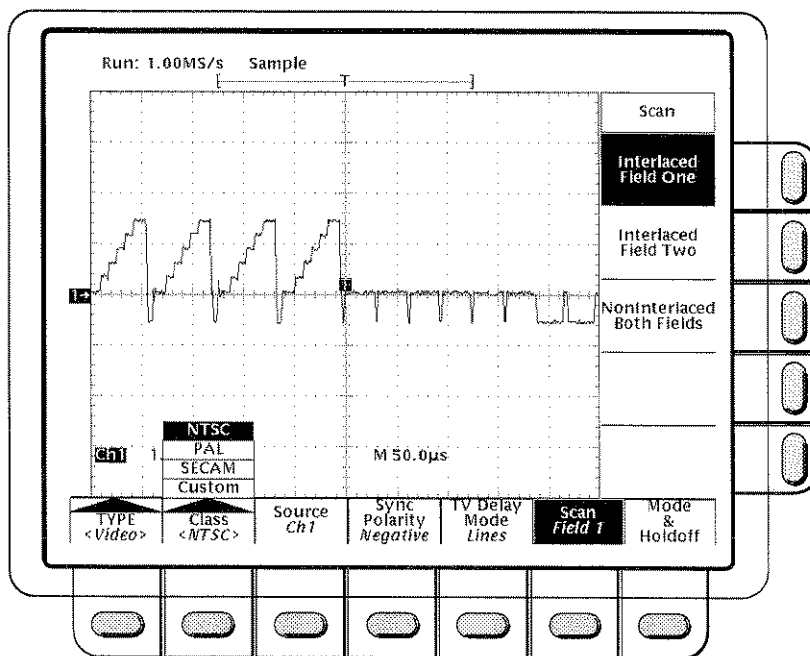 Run: 1.00MS/s Sample
T
Scan
Interlaced
Field One
Interlaced
Field Two
NonInterlaced
Both Fields
T
1→
NTSC
PAL
SECAM
Custom
Ch1 1 M 50.0µs
TYPE
<Video>
Class
<NTSC>
Source
Ch1
Sync
Polarity
Negative
TV Delay
Mode
Lines
Scan
Field 1
Mode
&
Holdoff